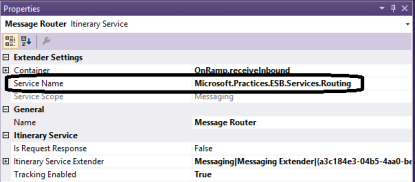 Properties
Message Router Itinerary Service
Extender Settings
Container OnRamp.receiveInbound
Service Name Microsoft.Practices.ESB.Services.Routing
Service Scope Messaging
General
Name Message Router
Itinerary Service
Is Request Response False
Itinerary Service Extender Messaging|Messaging Extender|(a3c184e3-04b5-4aa0-be
Tracking Enabled True